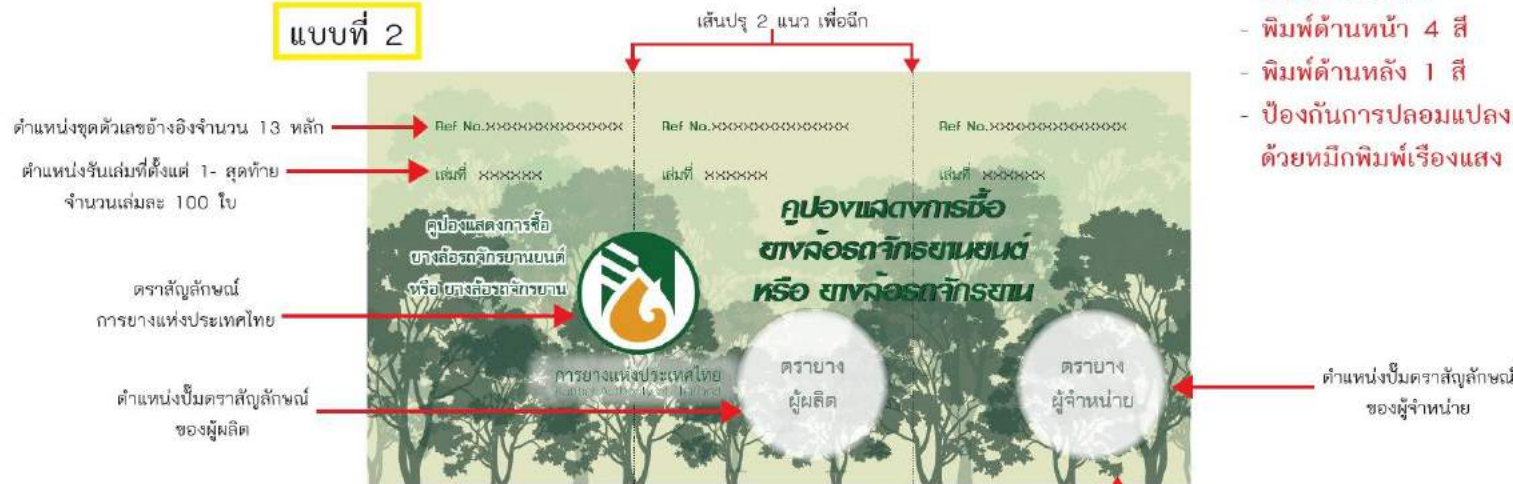 แบบที่ 2
เส้นปรุ 2 แนว เพื่อฉีก
- พิมพ์ด้านหน้า 4 สี
- พิมพ์ด้านหลัง 1 สี
- ป้องกันการปลอมแปลง
ด้วยหมึกพิมพ์เรืองแสง
ตำแหน่งชุดตัวเลขอ้างอิงจำนวน 13 หลัก
Ref No.XXXXXXXXXXXXX
Ref No.XXXXXXXXXXXXX
Ref No.XXXXXXXXXXXXX
ตำแหน่งรันเล่มที่ตั้งแต่ 1- สุดท้าย
จำนวนเล่มละ 100 ใบ
เล่มที่ XXXXXX
เล่มที่ XXXXXX
เล่มที่ XXXXXX
คูปองแสดงการซื้อ
ยางล้อรถจักรยานยนต์
หรือ ยางล้อรถจักรยาน
คูปองแสดงการซื้อ
ยางล้อรถจักรยานยนต์
หรือ ยางล้อรถจักรยาน
ตราสัญลักษณ์
การยางแห่งประเทศไทย
การยางแห่งประเทศไทย
Rubber Authority of Thailand
ตรายาง
ผู้ผลิต
ตรายาง
ผู้จำหน่าย
ตำแหน่งปั๊มตราสัญลักษณ์
ของผู้ผลิต
ตำแหน่งปั๊มตราสัญลักษณ์
ของผู้จำหน่าย